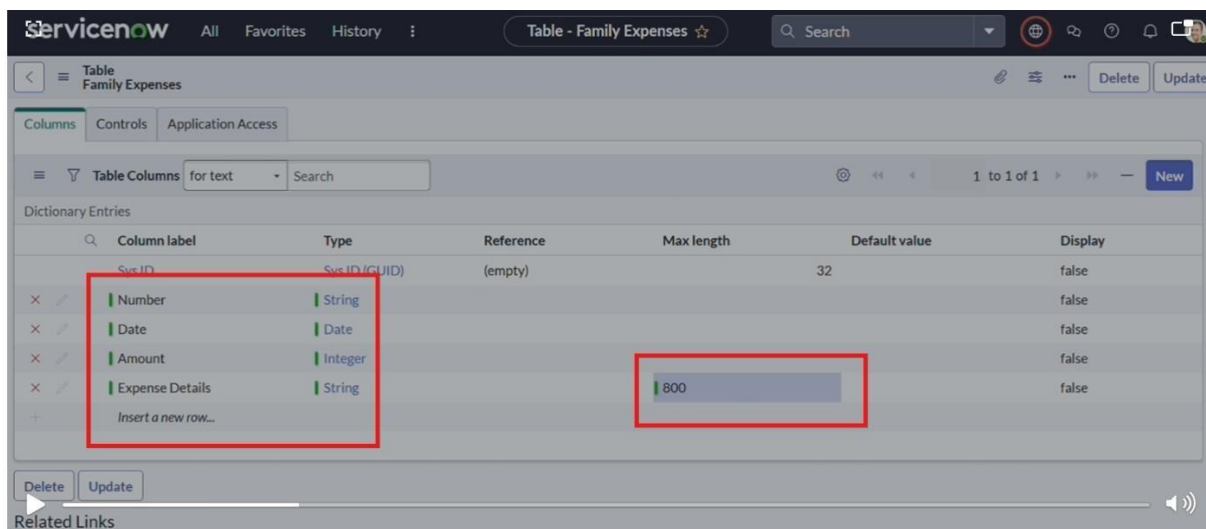 servicenow All Favorites History Table - Family Expenses Search
Table
Family Expenses
Delete Update
Columns Controls Application Access
Table Columns for text Search 1 to 1 of 1 New
Dictionary Entries
Column label Type Reference Max length Default value Display
Sys ID Sys ID (GUID) (empty) 32 false
Number String false
Date Date false
Amount Integer false
Expense Details String 800 false
Insert a new row...
Delete Update
Related Links